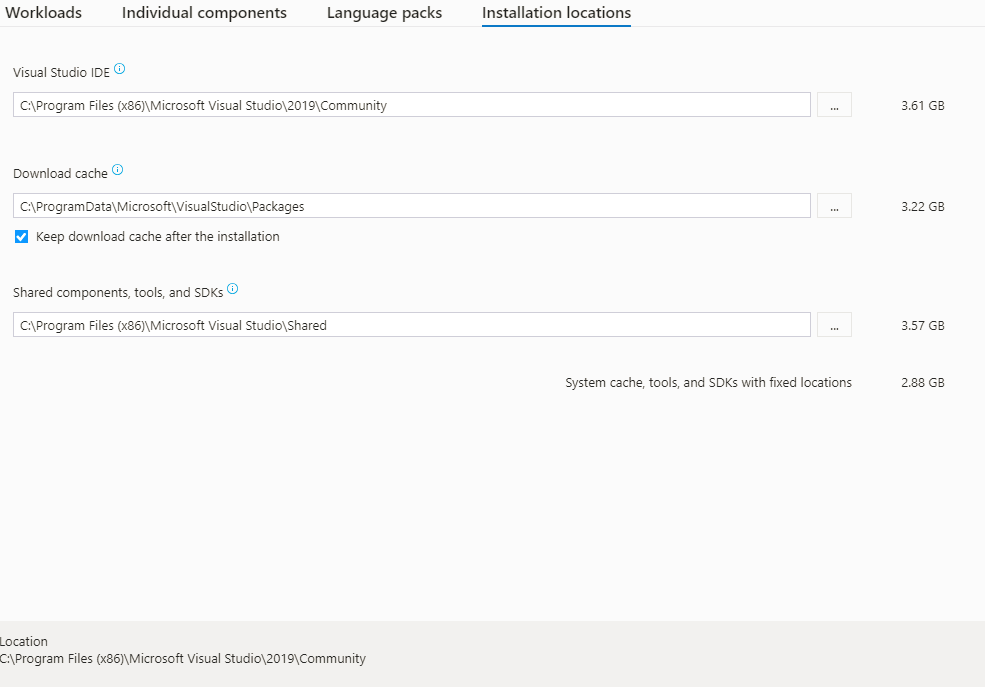 Workloads Individual components Language packs Installation locations
Visual Studio IDE
C:\Program Files (x86)\Microsoft Visual Studio\2019\Community ... 3.61 GB
Download cache
C:\ProgramData\Microsoft\VisualStudio\Packages ... 3.22 GB
Keep download cache after the installation
Shared components, tools, and SDKs
C:\Program Files (x86)\Microsoft Visual Studio\Shared ... 3.57 GB
System cache, tools, and SDKs with fixed locations 2.88 GB
Location
C:\Program Files (x86)\Microsoft Visual Studio\2019\Community